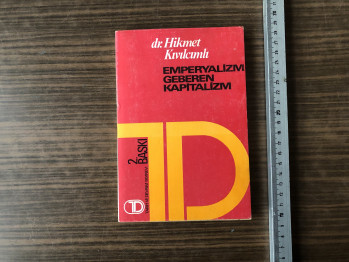 dr. Hikmet
Kıvılcımlı
EMPERYALİZM
GEBEREN
KAPİTALİZM
2
BASKI
TD